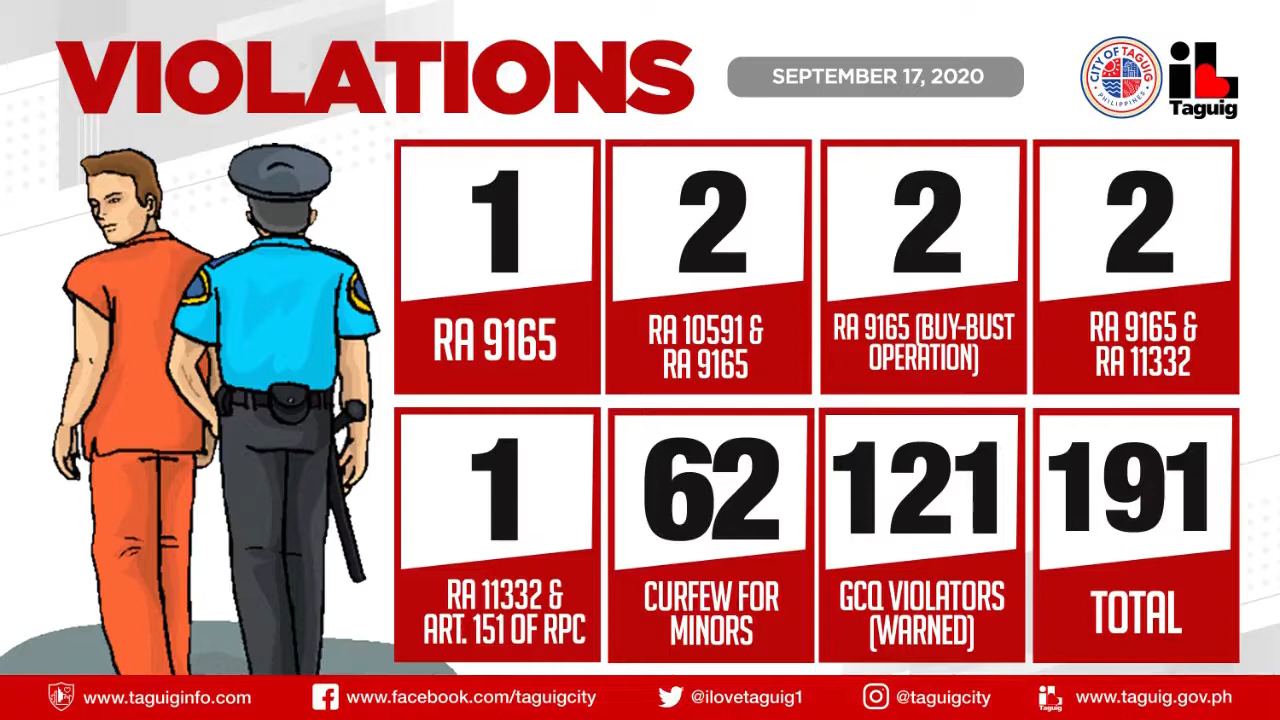 VIOLATIONS
SEPTEMBER 17, 2020
CITY OF TAGUIG
PHILIPPINES
iL
Taguig
1
RA 9165
2
RA 10591 &
RA 9165
2
RA 9165 (BUY-BUST
OPERATION)
2
RA 9165 &
RA 11332
1
RA 11332 &
ART. 151 OF RPC
62
CURFEW FOR
MINORS
121
GCQ VIOLATORS
(WARNED)
191
TOTAL
www.taguiginfo.com
www.facebook.com/taguigcity
@ilovetaguig1
@taguigcity
iL
Taguig
www.taguig.gov.ph